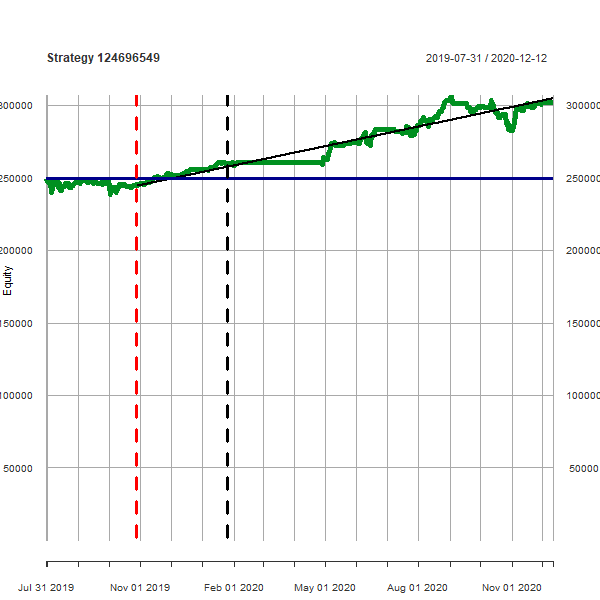 Strategy 124696549
2019-07-31 / 2020-12-12
300000
300000
250000
250000
200000
200000
150000
150000
100000
100000
50000
50000
Equity
Jul 31 2019
Nov 01 2019
Feb 01 2020
May 01 2020
Aug 01 2020
Nov 01 2020